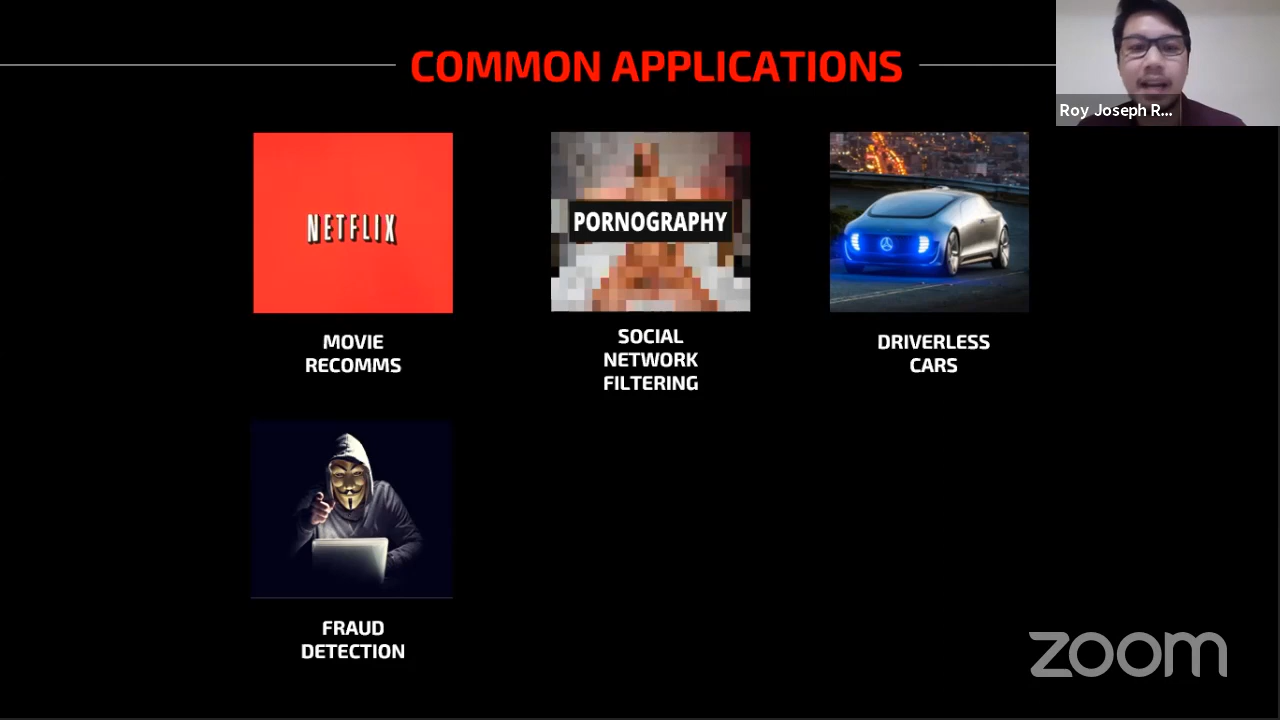 COMMON APPLICATIONS
Roy Joseph R...
NETFLIX
PORNOGRAPHY
MOVIE
RECOMMS
SOCIAL
NETWORK
FILTERING
DRIVERLESS
CARS
FRAUD
DETECTION
zoom